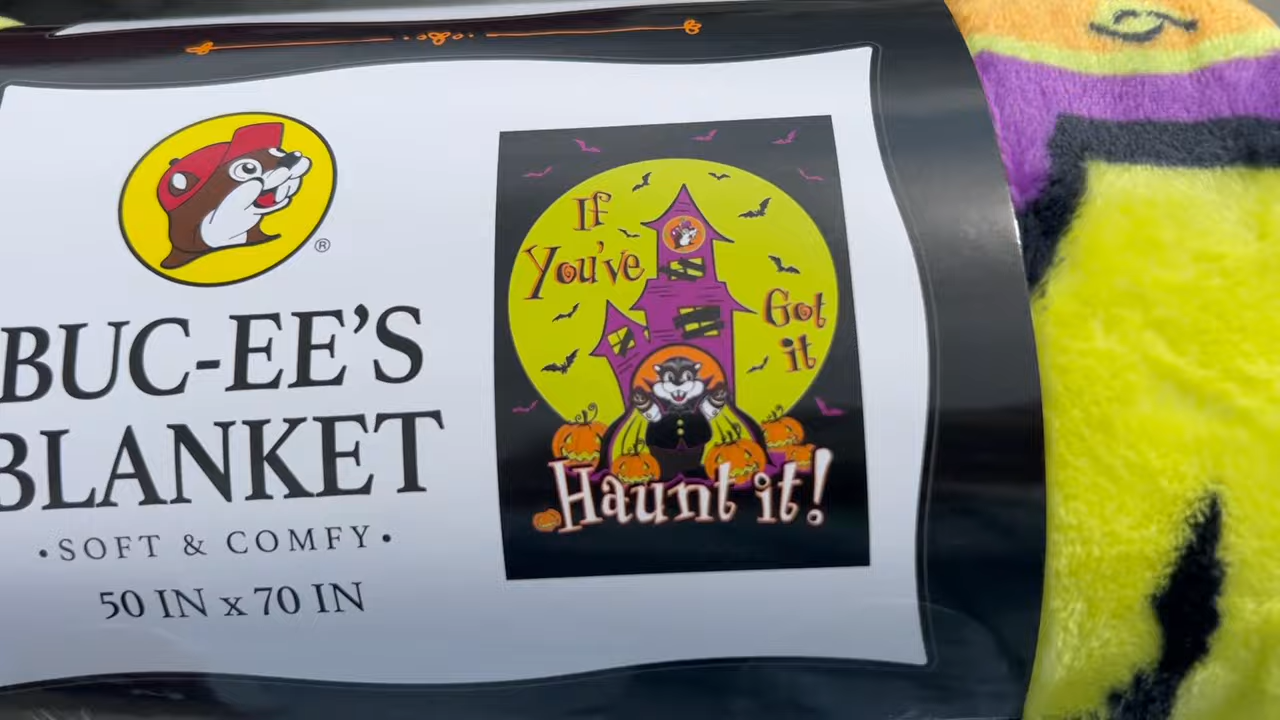 ®
BUC-EE'S
BLANKET
•SOFT & COMFY•
50 IN x 70 IN
If
You've
Got
it
Haunt it!